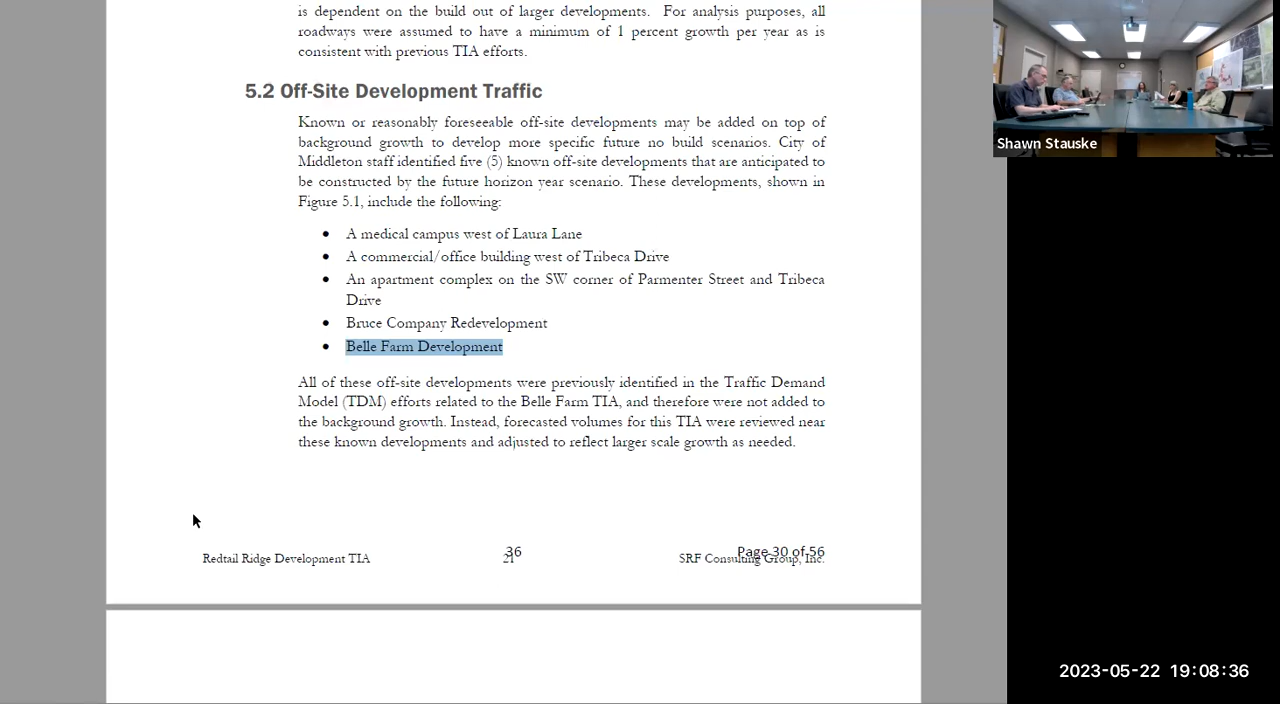 is dependent on the build out of larger developments. For analysis purposes, all
roadways were assumed to have a minimum of 1 percent growth per year as is
consistent with previous TIA efforts.
5.2 Off-Site Development Traffic
Known or reasonably foreseeable off-site developments may be added on top of
background growth to develop more specific future no build scenarios. City of
Middleton staff identified five (5) known off-site developments that are anticipated to
be constructed by the future horizon year scenario. These developments, shown in
Figure 5.1, include the following:
• A medical campus west of Laura Lane
• A commercial/office building west of Tribeca Drive
• An apartment complex on the SW corner of Parmenter Street and Tribeca
Drive
• Bruce Company Redevelopment
• Belle Farm Development
All of these off-site developments were previously identified in the Traffic Demand
Model (TDM) efforts related to the Belle Farm TIA, and therefore were not added to
the background growth. Instead, forecasted volumes for this TIA were reviewed near
these known developments and adjusted to reflect larger scale growth as needed.
36
Page 30 of 56
Redtail Ridge Development TIA
21
SRF Consulting Group, Inc.
Shawn Stauske
2023-05-22 19:08:36